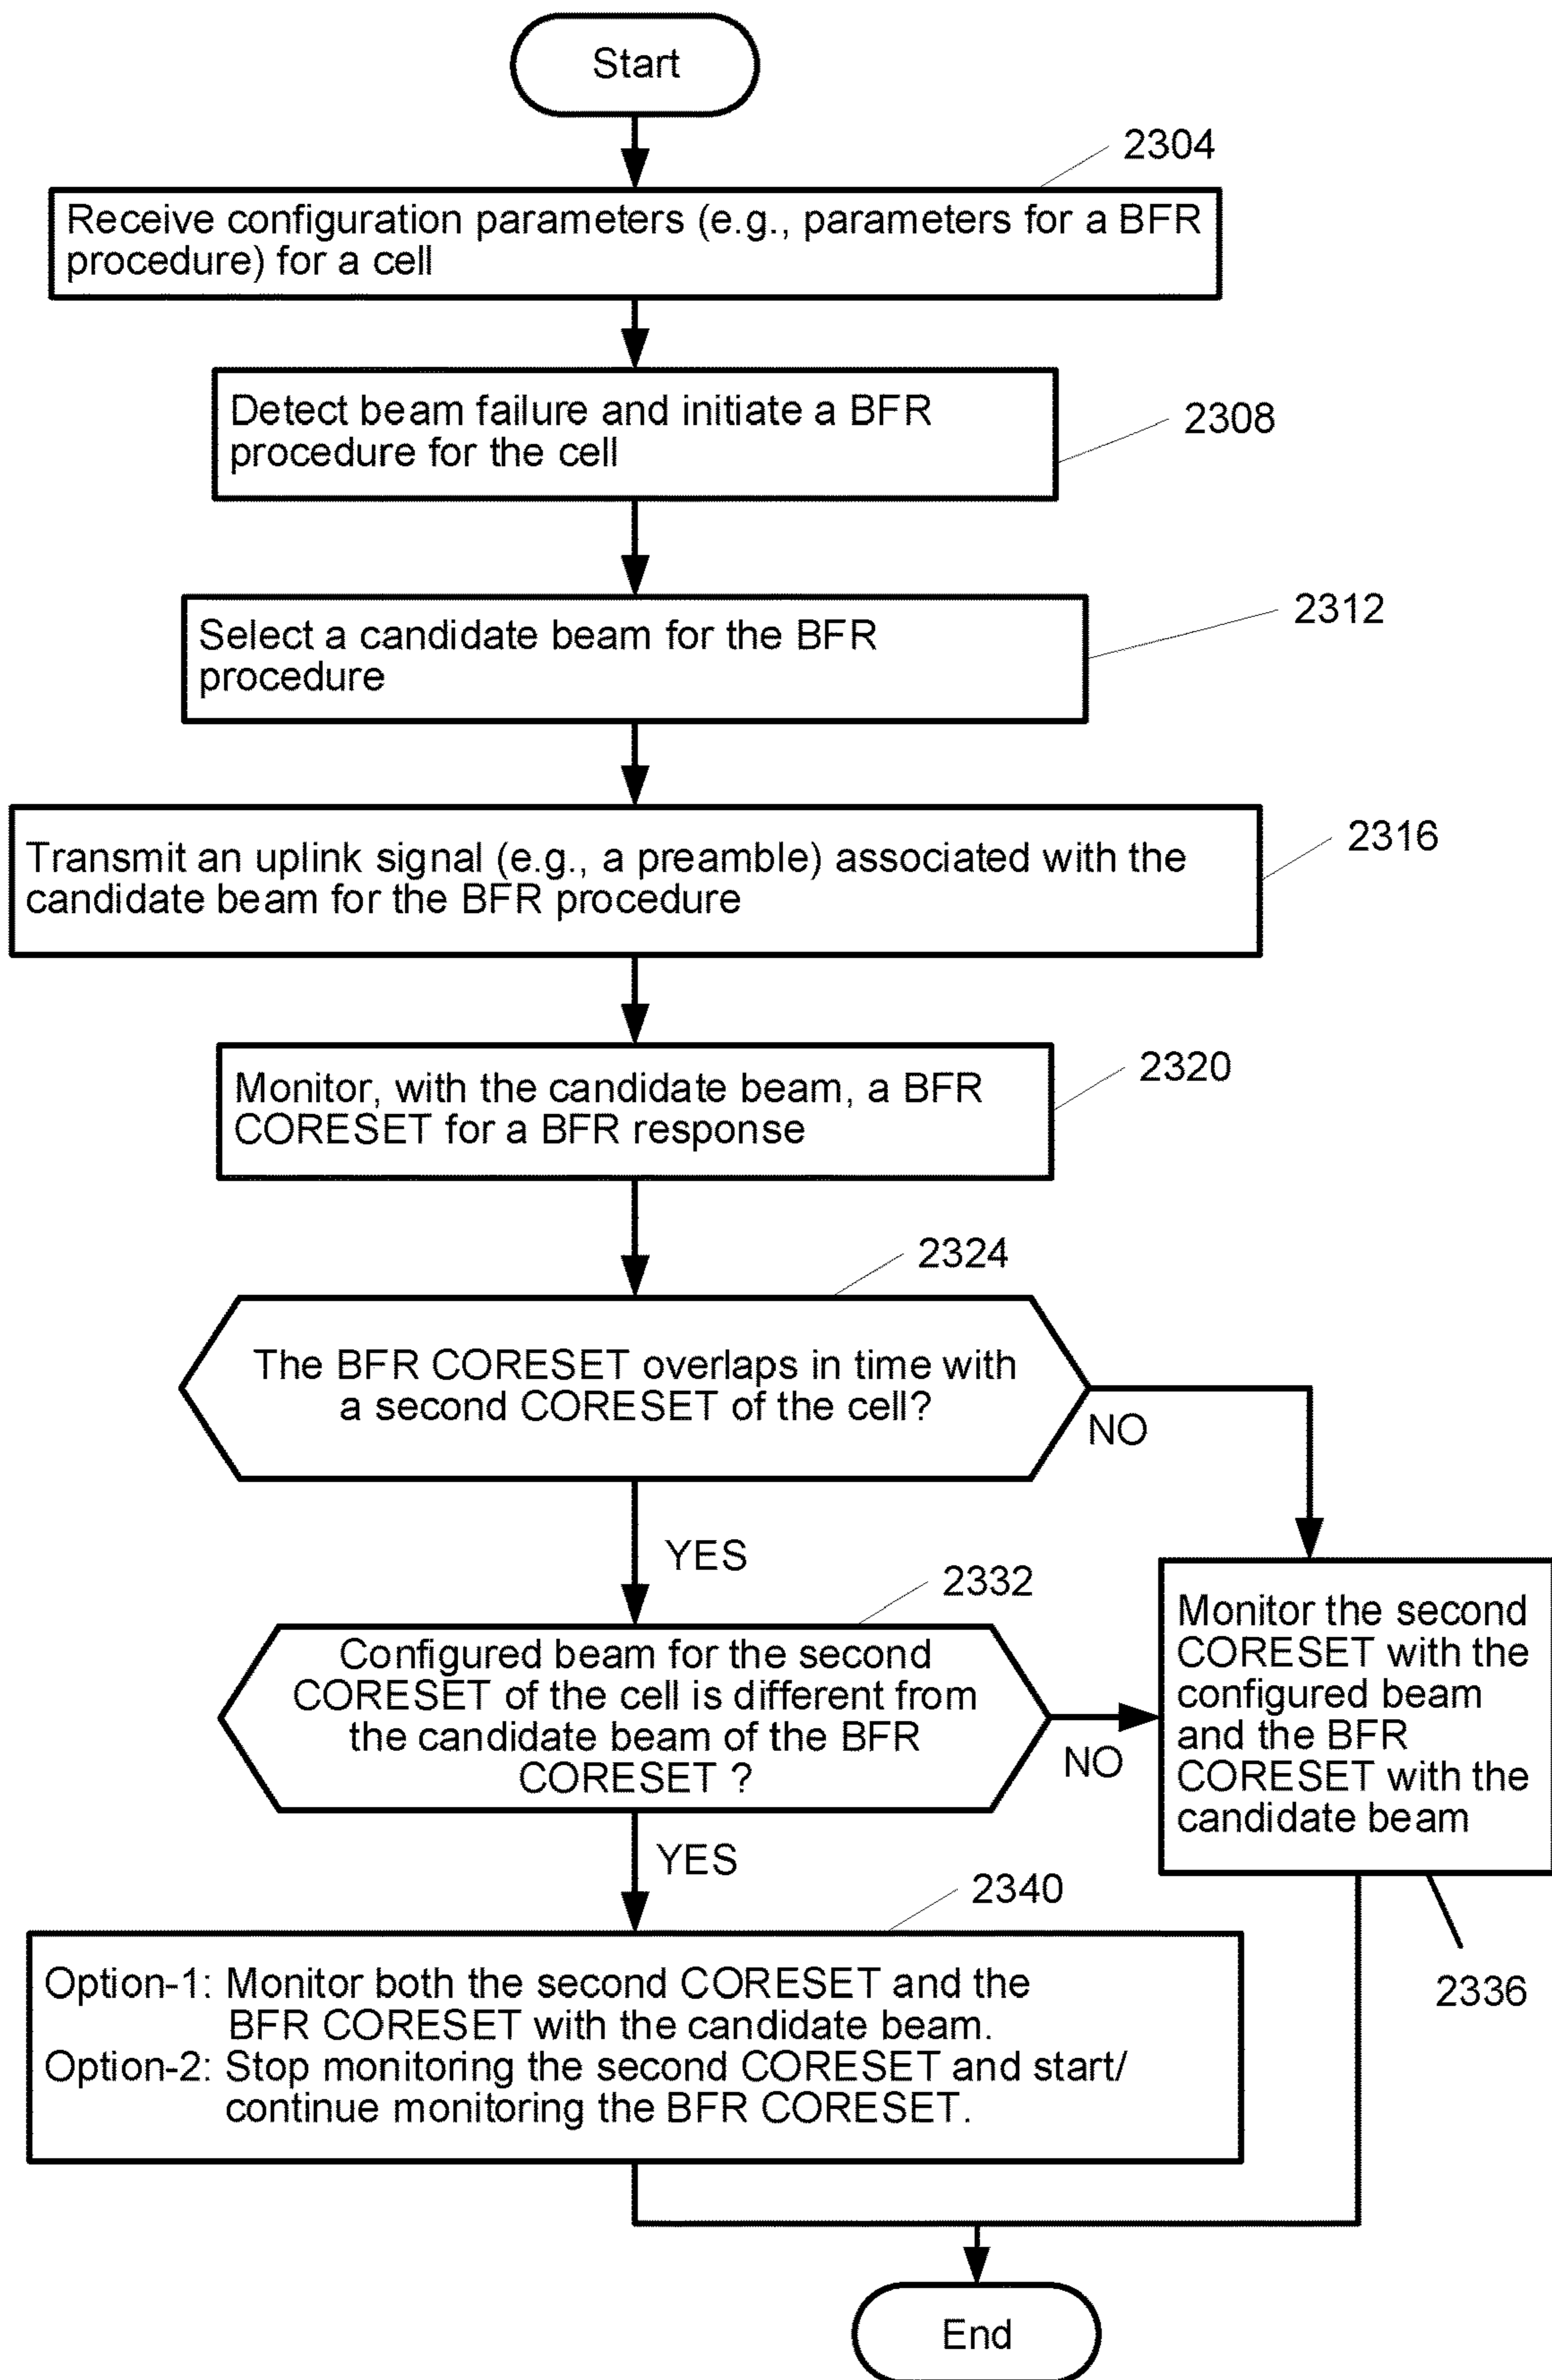 Start
2304
Receive configuration parameters (e.g., parameters for a BFR
procedure) for a cell
Detect beam failure and initiate a BFR
procedure for the cell
2308
2312
Select a candidate beam for the BFR
procedure
2316
Transmit an uplink signal (e.g., a preamble) associated with the
candidate beam for the BFR procedure
2320
Monitor, with the candidate beam, a BFR
CORESET for a BFR response
2324
The BFR CORESET overlaps in time with
a second CORESET of the cell?
NO
YES
2332
Configured beam for the second
CORESET of the cell is different from
the candidate beam of the BFR
CORESET ?
NO
YES
Monitor the second
CORESET with the
configured beam
and the BFR
CORESET with the
candidate beam
2336
2340
Option-1: Monitor both the second CORESET and the
BFR CORESET with the candidate beam.
Option-2: Stop monitoring the second CORESET and start/
continue monitoring the BFR CORESET.
End